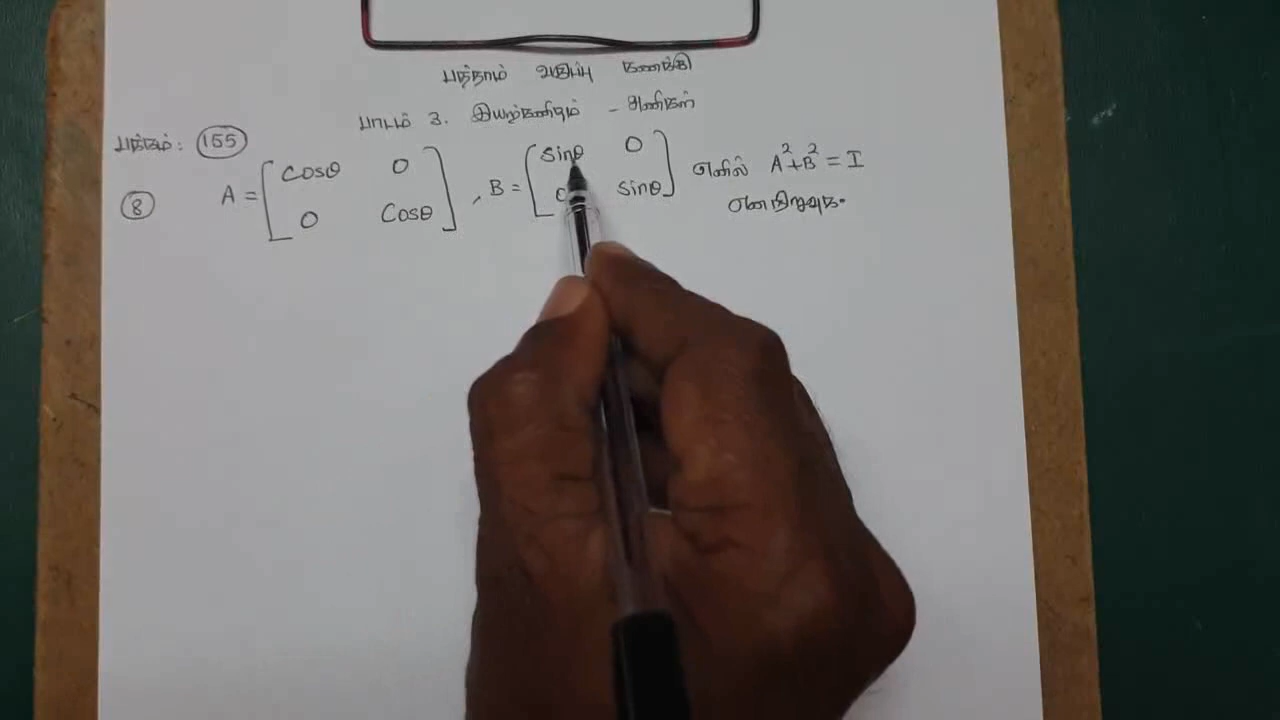 பத்தாம் வகுப்பு கணக்கு
பாடம் 3. இயற்கணிதம் - அணிகள்
பக்கம் : 155
8 A = [cosθ 0 , B = [sinθ 0 எனில் A²+B² = I
0 cosθ] sinθ] எனநிறுவுக.